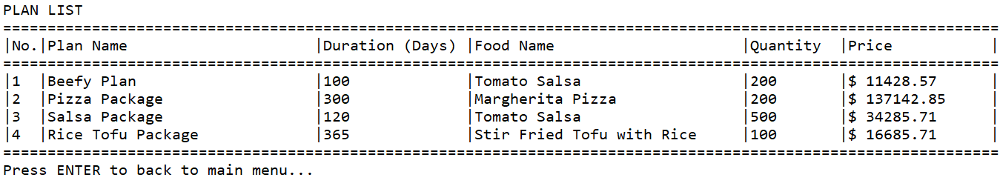 PLAN LIST
================================================================================================================
|No.|Plan Name                     |Duration (Days) |Food Name                     |Quantity  |Price                |
================================================================================================================
|1  |Beefy Plan                    |100             |Tomato Salsa                  |200       |$ 11428.57           |
|2  |Pizza Package                 |300             |Margherita Pizza              |200       |$ 137142.85          |
|3  |Salsa Package                 |120             |Tomato Salsa                  |500       |$ 34285.71           |
|4  |Rice Tofu Package             |365             |Stir Fried Tofu with Rice     |100       |$ 16685.71           |
================================================================================================================
Press ENTER to back to main menu...